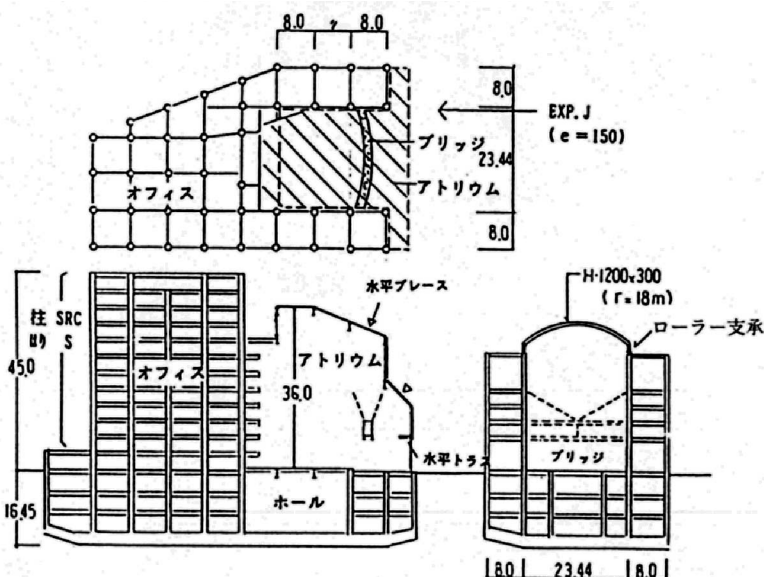 8.0 〃 8.0
8.0
EXP.J
(e=150)
ブリッジ
23.44
アトリウム
オフィス
8.0
H-1200×300
(r=18m)
水平ブレース
ローラー支承
柱 SRC
はり S
45.0
オフィス
アトリウム
36.0
ブリッジ
水平トラス
ホール
16.45
8.0 23.44 8.0